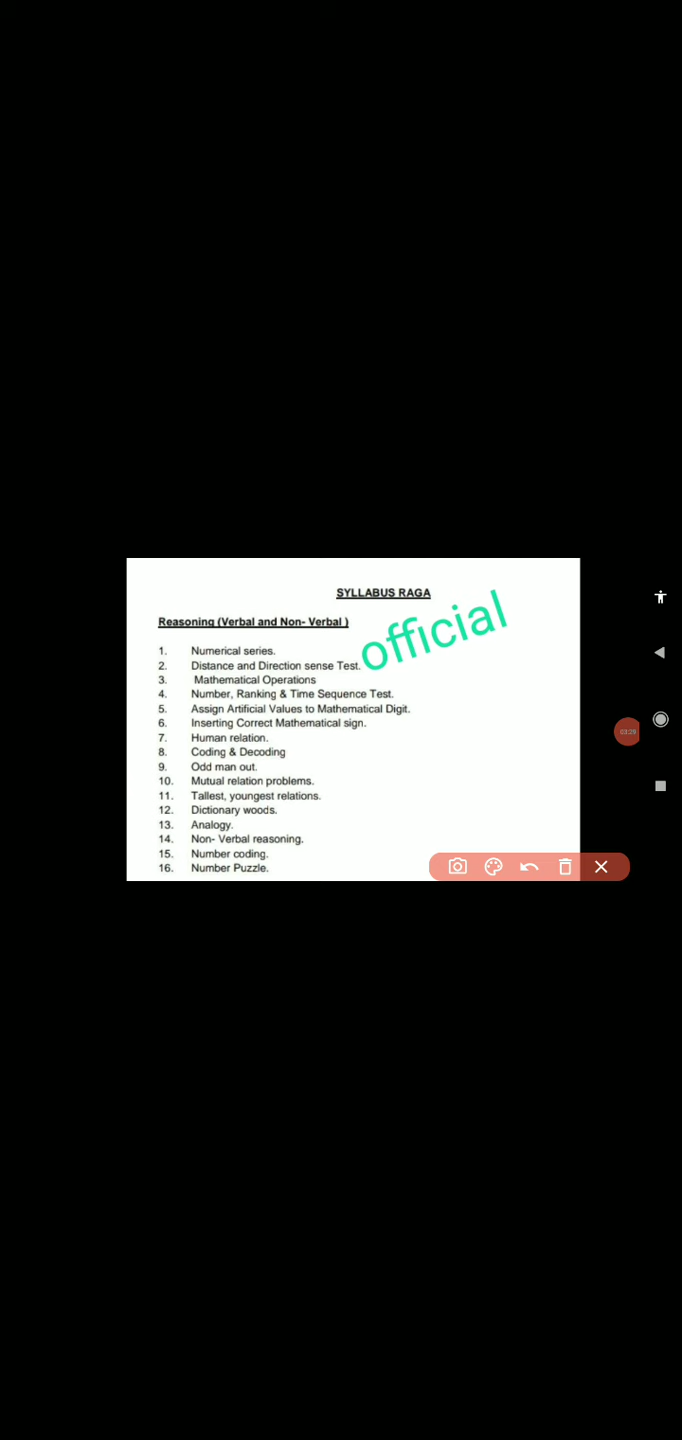 SYLLABUS RAGA
Reasoning (Verbal and Non- Verbal )
official
1. Numerical series.
2. Distance and Direction sense Test.
3. Mathematical Operations
4. Number, Ranking & Time Sequence Test.
5. Assign Artificial Values to Mathematical Digit.
6. Inserting Correct Mathematical sign.
7. Human relation.
8. Coding & Decoding
9. Odd man out.
10. Mutual relation problems.
11. Tallest, youngest relations.
12. Dictionary woods.
13. Analogy.
14. Non- Verbal reasoning.
15. Number coding.
16. Number Puzzle.